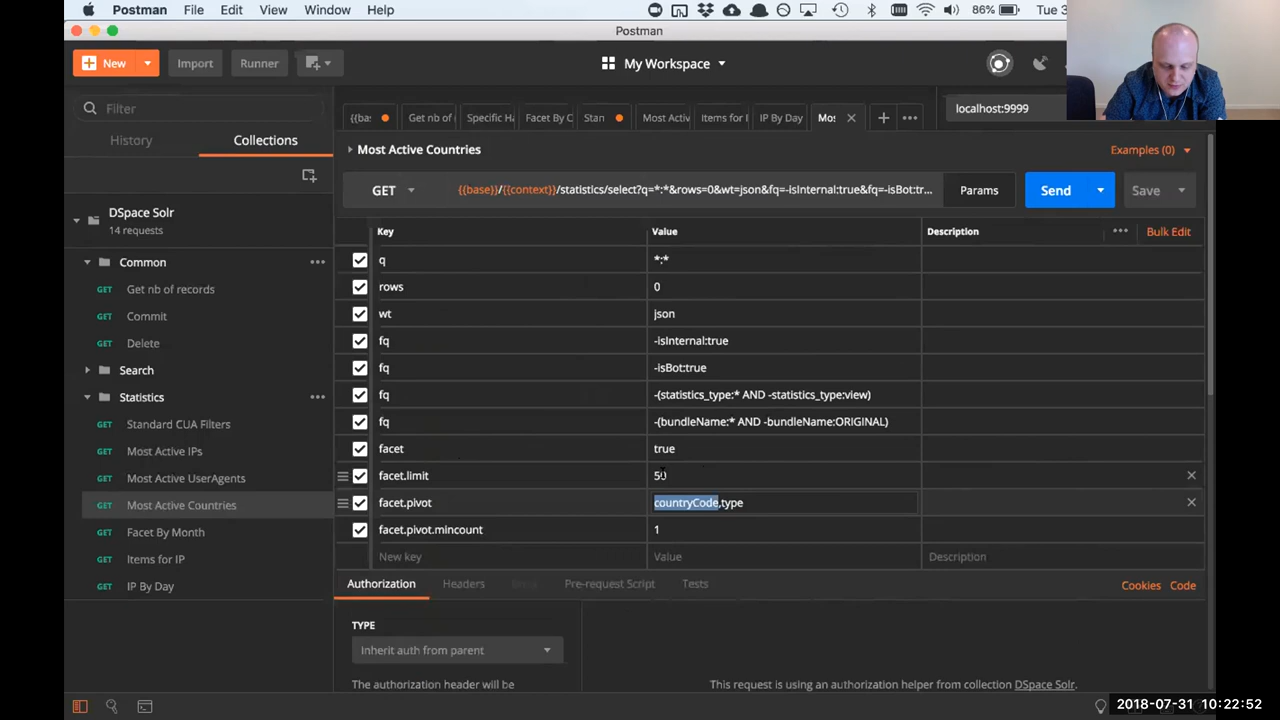 Postman File Edit View Window Help 86% Tue 3
Postman
New Import Runner My Workspace
Filter
History Collections
{{ba: Get nb of Specific Ha Facet By C Stan Most Activ Items for I IP By Day Mos localhost:9999
Most Active Countries Examples (0)
GET {{base}}/{{context}}/statistics/select?q=*:*&rows=0&wt=json&fq=-isInternal:true&fq=-isBot:tr... Params Send Save
DSpace Solr
14 requests
Common
GET Get nb of records
GET Commit
GET Delete
Search
Statistics
GET Standard CUA Filters
GET Most Active IPs
GET Most Active UserAgents
GET Most Active Countries
GET Facet By Month
GET Items for IP
GET IP By Day
Key Value Description Bulk Edit
q *:*
rows 0
wt json
fq -isInternal:true
fq -isBot:true
fq -(statistics_type:* AND -statistics_type:view)
fq -(bundleName:* AND -bundleName:ORIGINAL)
facet true
facet.limit 50
facet.pivot countryCode,type
facet.pivot.mincount 1
New key Value Description
Authorization Headers Pre-request Script Tests Cookies Code
TYPE
Inherit auth from parent
The authorization header will be
This request is using an authorization helper from collection DSpace Solr.
2018-07-31 10:22:52